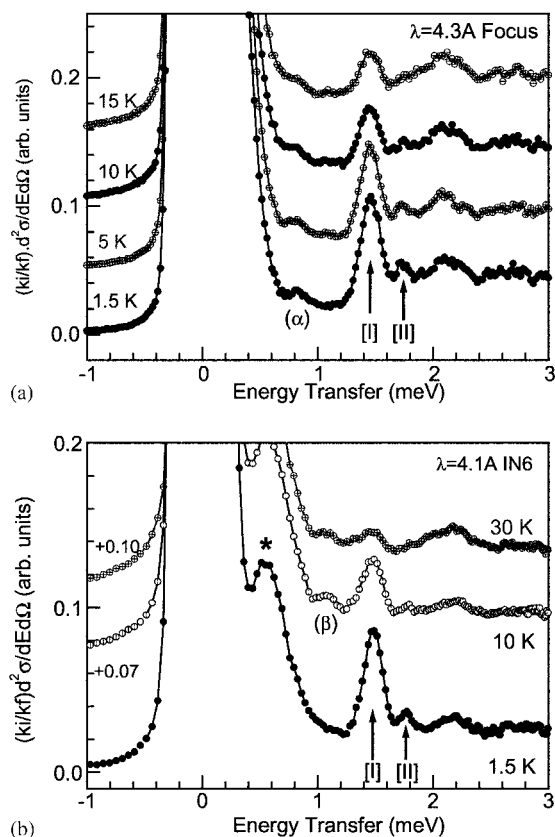 λ=4.3A Focus
(ki/kf).d²σ/dEdΩ (arb. units)
0.2
0.1
0.0
15 K
10 K
5 K
1.5 K
(α)
[I]
[II]
-1
0
1
2
3
Energy Transfer (meV)
(a)
λ=4.1A IN6
(ki/kf)d²σ/dEdΩ (arb. units)
0.2
0.1
0.0
+0.10
+0.07
*
(β)
30 K
10 K
1.5 K
[I]
[II]
-1
0
1
2
3
Energy Transfer (meV)
(b)